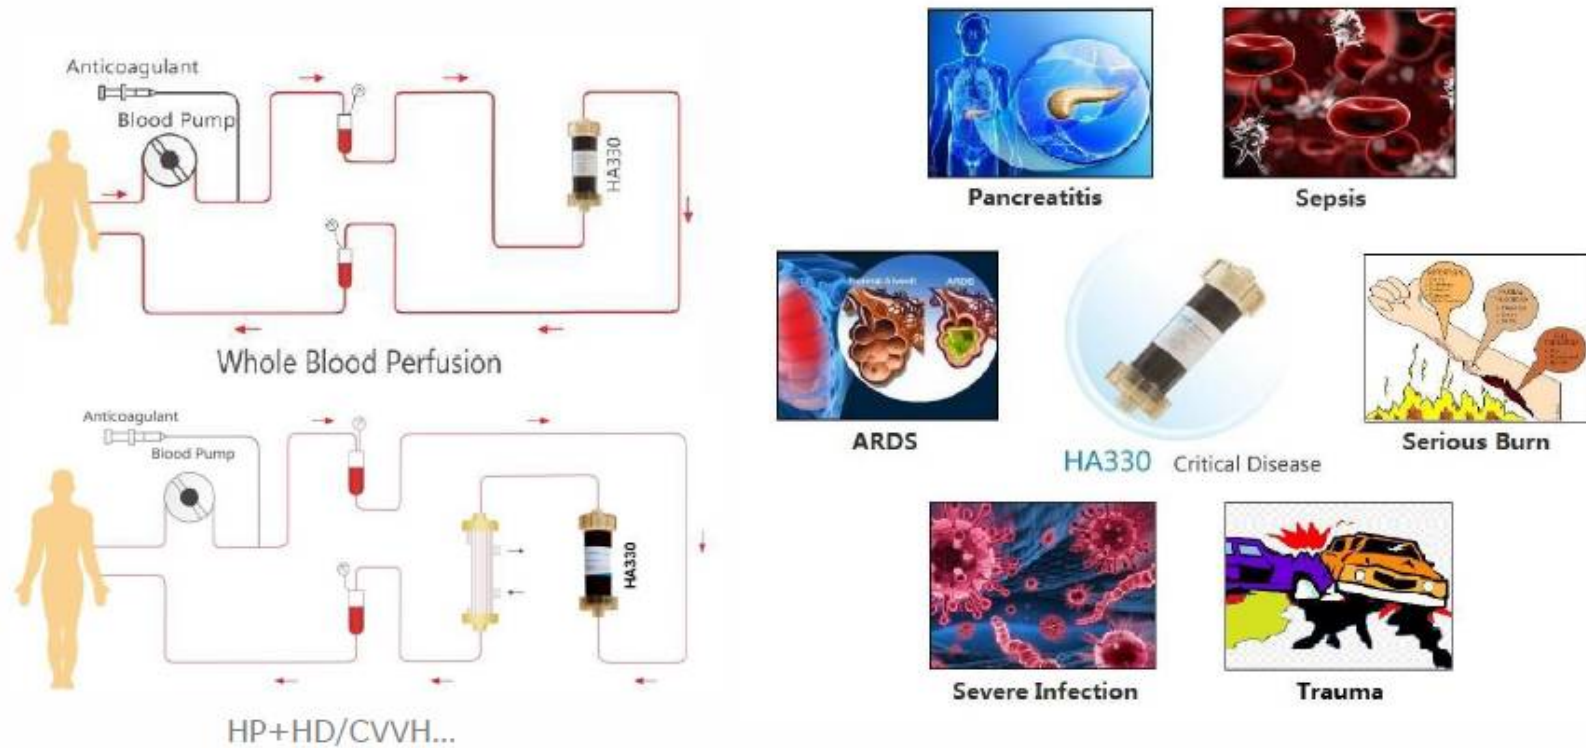 Anticoagulant
Blood Pump
HA330
Whole Blood Perfusion
Anticoagulant
Blood Pump
HA330
HP+HD/CVVH...
Pancreatitis
Sepsis
ARDS
ARDS
HA330 Critical Disease
Serious Burn
Severe Infection
Trauma